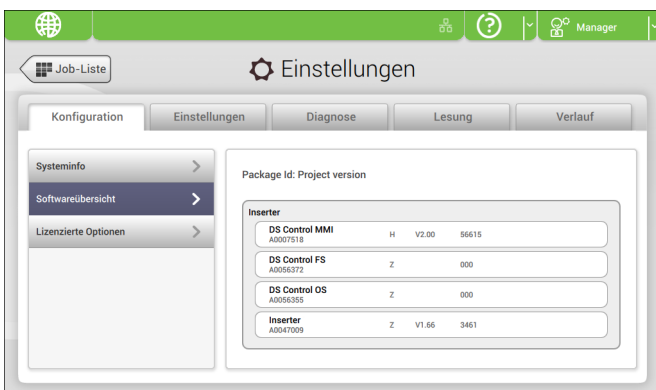 Manager
Job-Liste
Einstellungen
Konfiguration Einstellungen Diagnose Lesung Verlauf
Systeminfo
Softwareübersicht
Lizenzierte Optionen
Package Id: Project version
Inserter
DS Control MMI H V2.00 56615
A0007518
DS Control FS Z 000
A0056372
DS Control OS Z 000
A0056355
Inserter Z V1.66 3461
A0047009